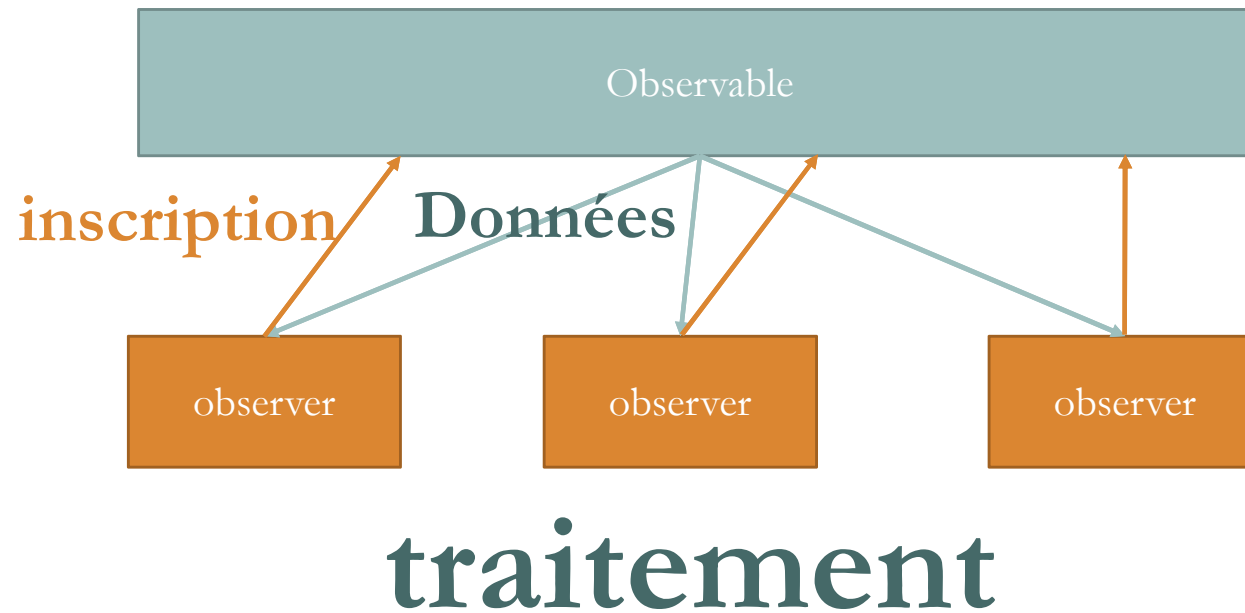 Observable
inscription
Données
observer
observer
observer
traitement